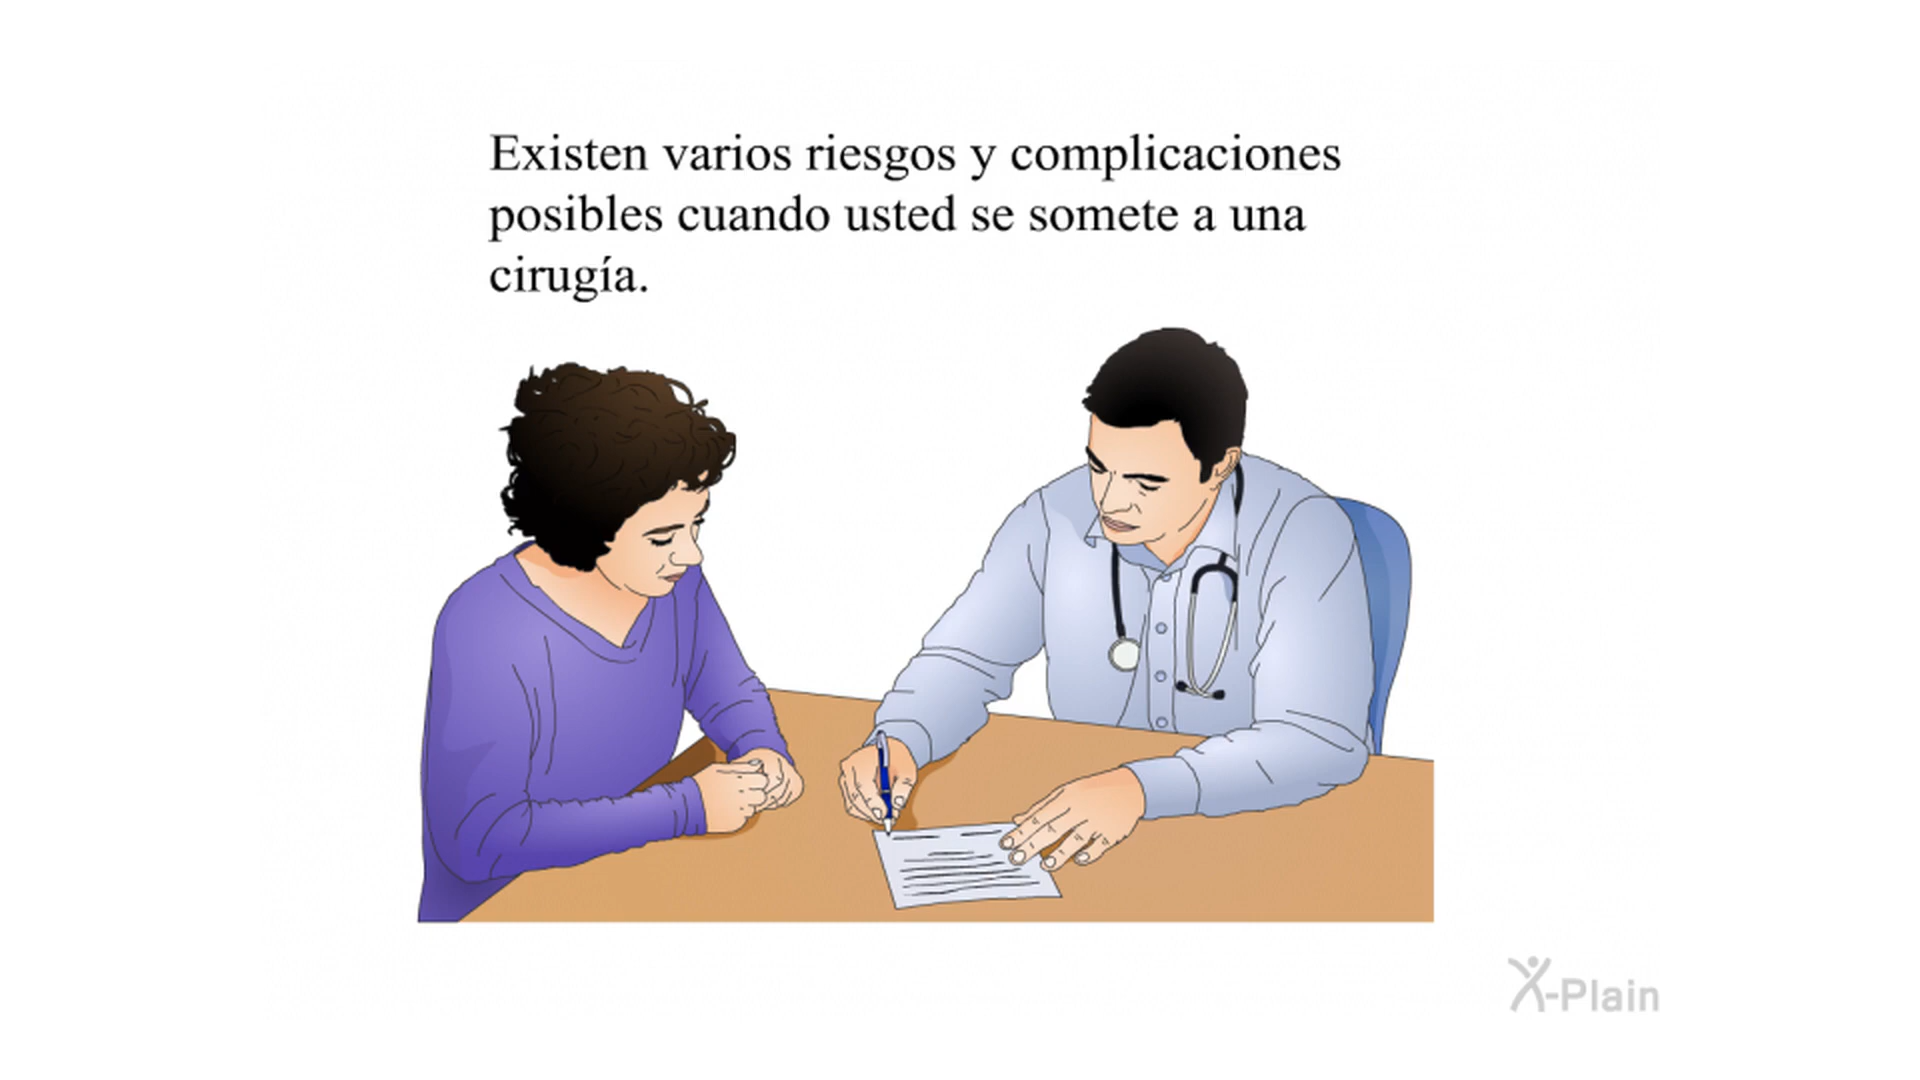 Existen varios riesgos y complicaciones
posibles cuando usted se somete a una
cirugía.
X-Plain